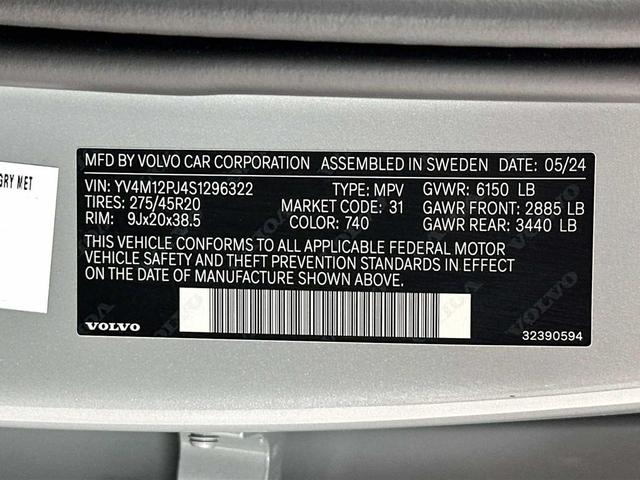 MFD BY VOLVO CAR CORPORATION ASSEMBLED IN SWEDEN DATE: 05/24
VIN: YV4M12PJ4S1296322 TYPE: MPV GVWR: 6150 LB
TIRES: 275/45R20 MARKET CODE: 31 GAWR FRONT: 2885 LB
RIM: 9Jx20x38.5 COLOR: 740 GAWR REAR: 3440 LB
THIS VEHICLE CONFORMS TO ALL APPLICABLE FEDERAL MOTOR
VEHICLE SAFETY AND THEFT PREVENTION STANDARDS IN EFFECT
ON THE DATE OF MANUFACTURE SHOWN ABOVE.
VOLVO 32390594
GRY MET